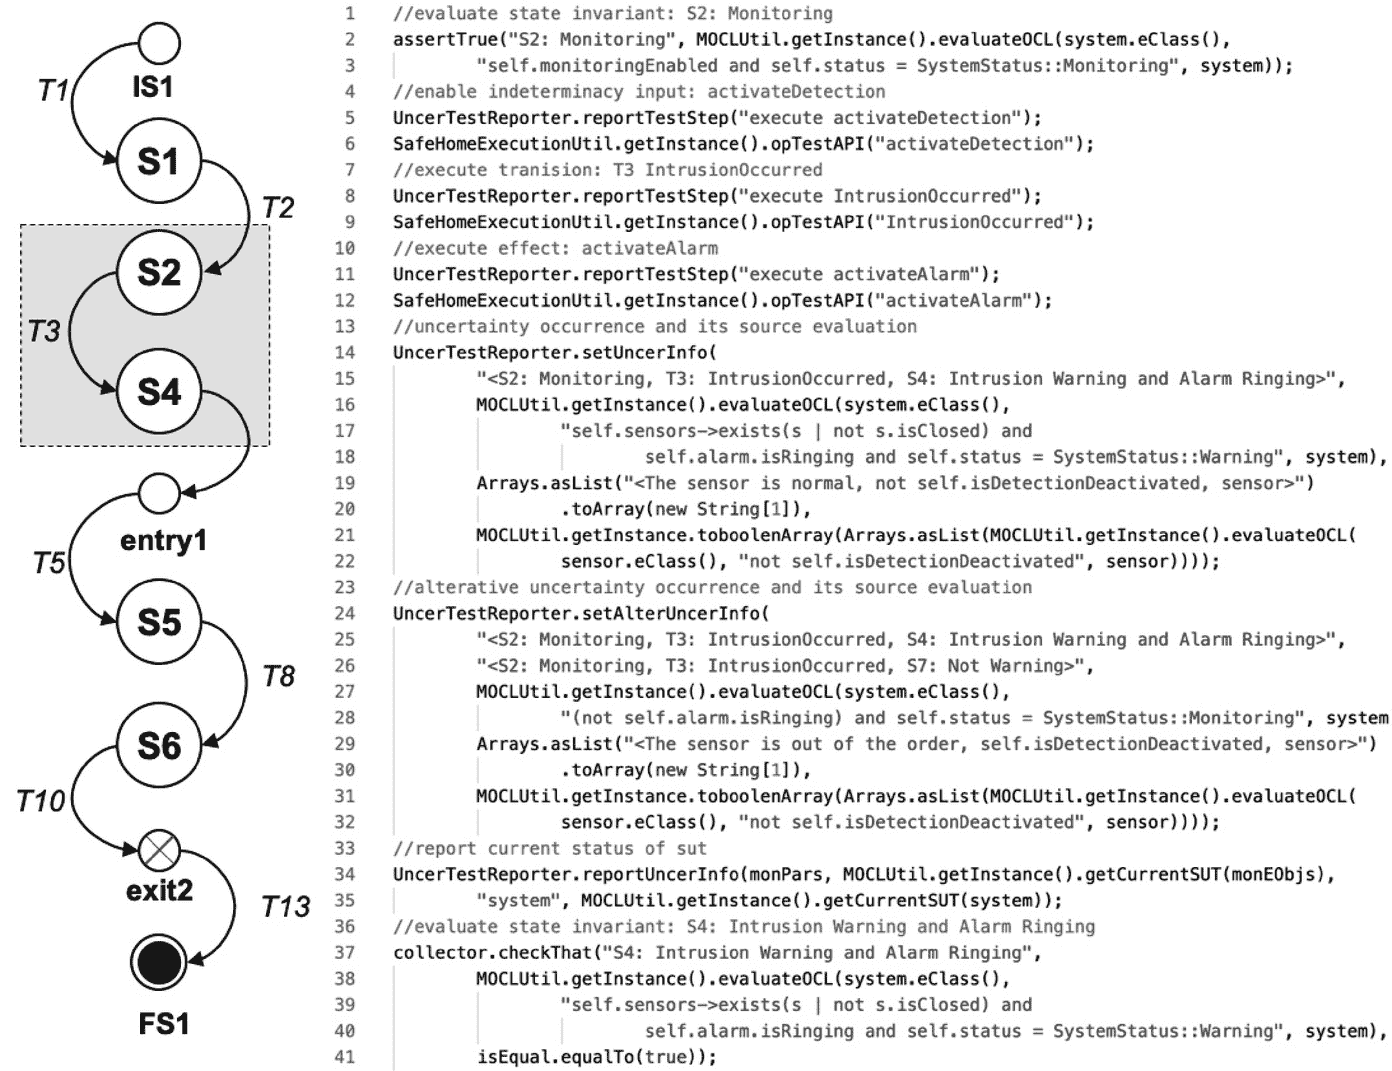 T1
IS1
S1
T2
S2
T3
S4
entry1
T5
S5
T8
S6
T10
exit2
T13
FS1
1 //evaluate state invariant: S2: Monitoring
2 assertTrue("S2: Monitoring", MOCLUtil.getInstance().evaluateOCL(system.eClass(),
3 "self.monitoringEnabled and self.status = SystemStatus::Monitoring", system));
4 //enable indeterminacy input: activateDetection
5 UncerTestReporter.reportTestStep("execute activateDetection");
6 SafeHomeExecutionUtil.getInstance().opTestAPI("activateDetection");
7 //execute tranision: T3 IntrusionOccurred
8 UncerTestReporter.reportTestStep("execute IntrusionOccurred");
9 SafeHomeExecutionUtil.getInstance().opTestAPI("IntrusionOccurred");
10 //execute effect: activateAlarm
11 UncerTestReporter.reportTestStep("execute activateAlarm");
12 SafeHomeExecutionUtil.getInstance().opTestAPI("activateAlarm");
13 //uncertainty occurrence and its source evaluation
14 UncerTestReporter.setUncerInfo(
15 "<S2: Monitoring, T3: IntrusionOccurred, S4: Intrusion Warning and Alarm Ringing>",
16 MOCLUtil.getInstance().evaluateOCL(system.eClass(),
17 "self.sensors->exists(s | not s.isClosed) and
18 self.alarm.isRinging and self.status = SystemStatus::Warning", system),
19 Arrays.asList("<The sensor is normal, not self.isDetectionDeactivated, sensor>")
20 .toArray(new String[1]),
21 MOCLUtil.getInstance.toboolenArray(Arrays.asList(MOCLUtil.getInstance().evaluateOCL(
22 sensor.eClass(), "not self.isDetectionDeactivated", sensor))));
23 //alterative uncertainty occurrence and its source evaluation
24 UncerTestReporter.setAlterUncerInfo(
25 "<S2: Monitoring, T3: IntrusionOccurred, S4: Intrusion Warning and Alarm Ringing>",
26 "<S2: Monitoring, T3: IntrusionOccurred, S7: Not Warning>",
27 MOCLUtil.getInstance().evaluateOCL(system.eClass(),
28 "(not self.alarm.isRinging) and self.status = SystemStatus::Monitoring", system
29 Arrays.asList("<The sensor is out of the order, self.isDetectionDeactivated, sensor>")
30 .toArray(new String[1]),
31 MOCLUtil.getInstance.toboolenArray(Arrays.asList(MOCLUtil.getInstance().evaluateOCL(
32 sensor.eClass(), "not self.isDetectionDeactivated", sensor))));
33 //report current status of sut
34 UncerTestReporter.reportUncerInfo(monPars, MOCLUtil.getInstance().getCurrentSUT(monEObjs),
35 "system", MOCLUtil.getInstance().getCurrentSUT(system));
36 //evaluate state invariant: S4: Intrusion Warning and Alarm Ringing
37 collector.checkThat("S4: Intrusion Warning and Alarm Ringing",
38 MOCLUtil.getInstance().evaluateOCL(system.eClass(),
39 "self.sensors->exists(s | not s.isClosed) and
40 self.alarm.isRinging and self.status = SystemStatus::Warning", system),
41 isEqual.equalTo(true));